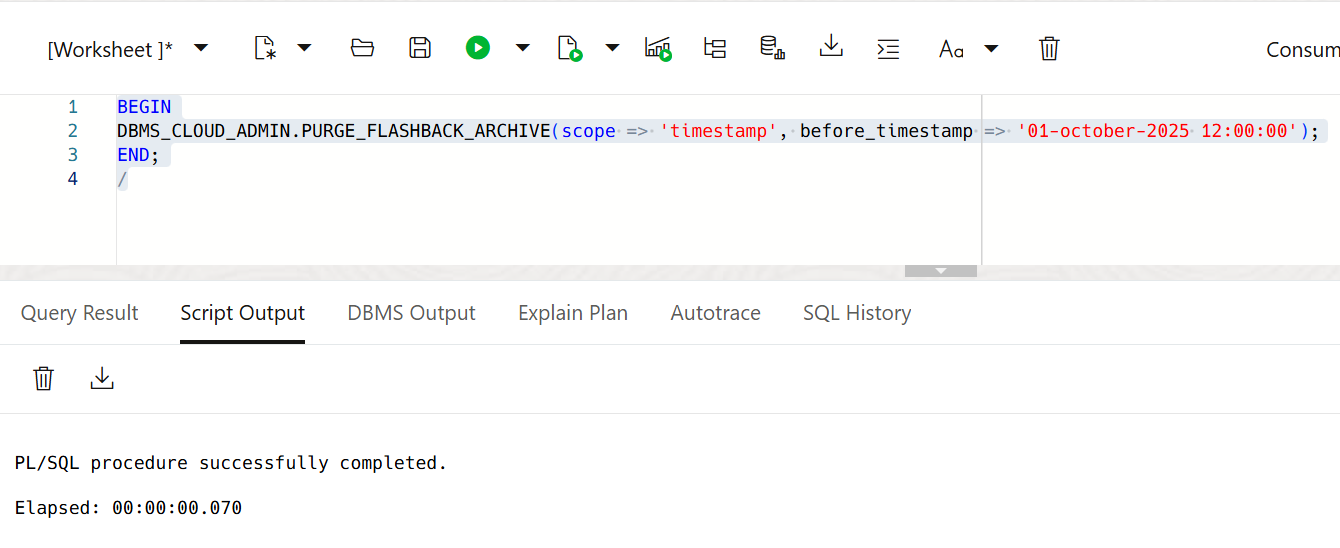 [Worksheet ]* Aa Consum
1 BEGIN
2 DBMS_CLOUD_ADMIN.PURGE_FLASHBACK_ARCHIVE(scope => 'timestamp', before_timestamp => '01-october-2025 12:00:00');
3 END;
4 /
Query Result Script Output DBMS Output Explain Plan Autotrace SQL History
PL/SQL procedure successfully completed.
Elapsed: 00:00:00.070